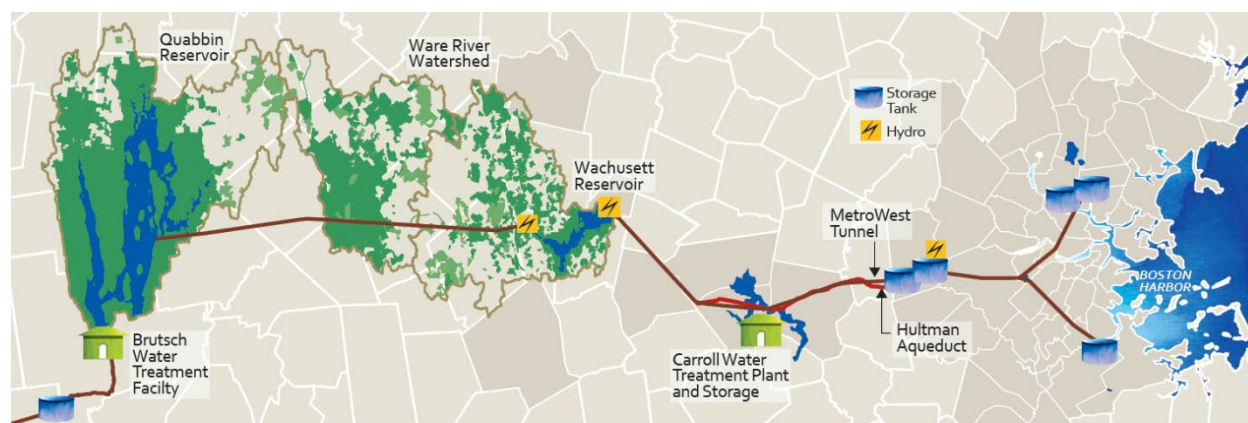 Quabbin
Reservoir
Ware River
Watershed
Storage
Tank
Hydro
Wachusett
Reservoir
MetroWest
Tunnel
BOSTON
HARBOR
Brutsch
Water
Treatment
Facilty
Carroll Water
Treatment Plant
and Storage
Hultman
Aqueduct